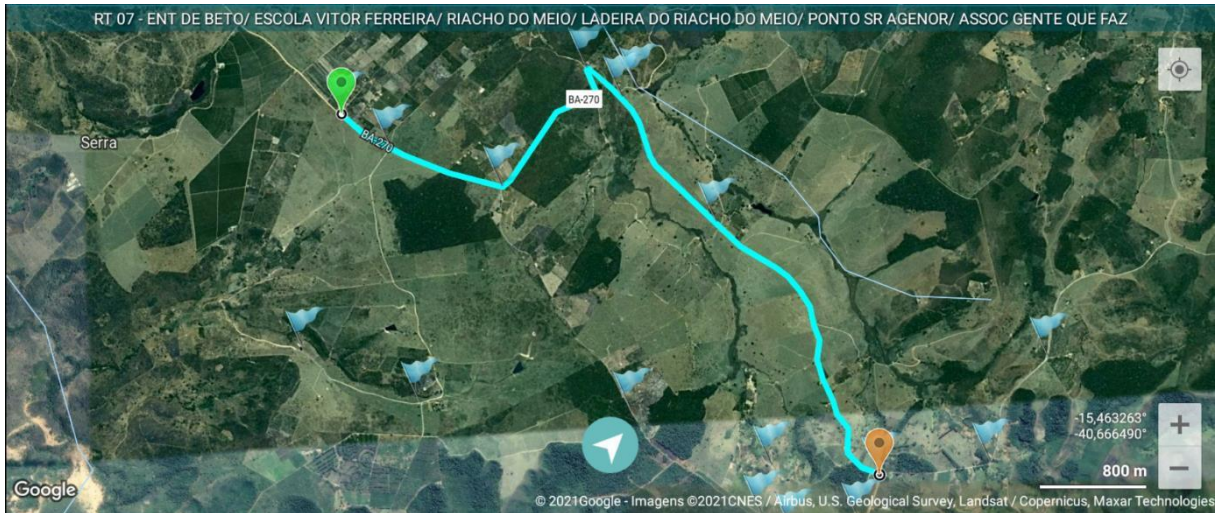 RT 07 - ENT DE BETO/ ESCOLA VITOR FERREIRA/ RIACHO DO MEIO/ LADEIRA DO RIACHO DO MEIO/ PONTO SR AGENOR/ ASSOC GENTE QUE FAZ
BA-270
BA-270
Serra
-15,463263°
-40,666490°
800 m
Google
© 2021Google - Imagens ©2021CNES / Airbus, U.S. Geological Survey, Landsat / Copernicus, Maxar Technologies